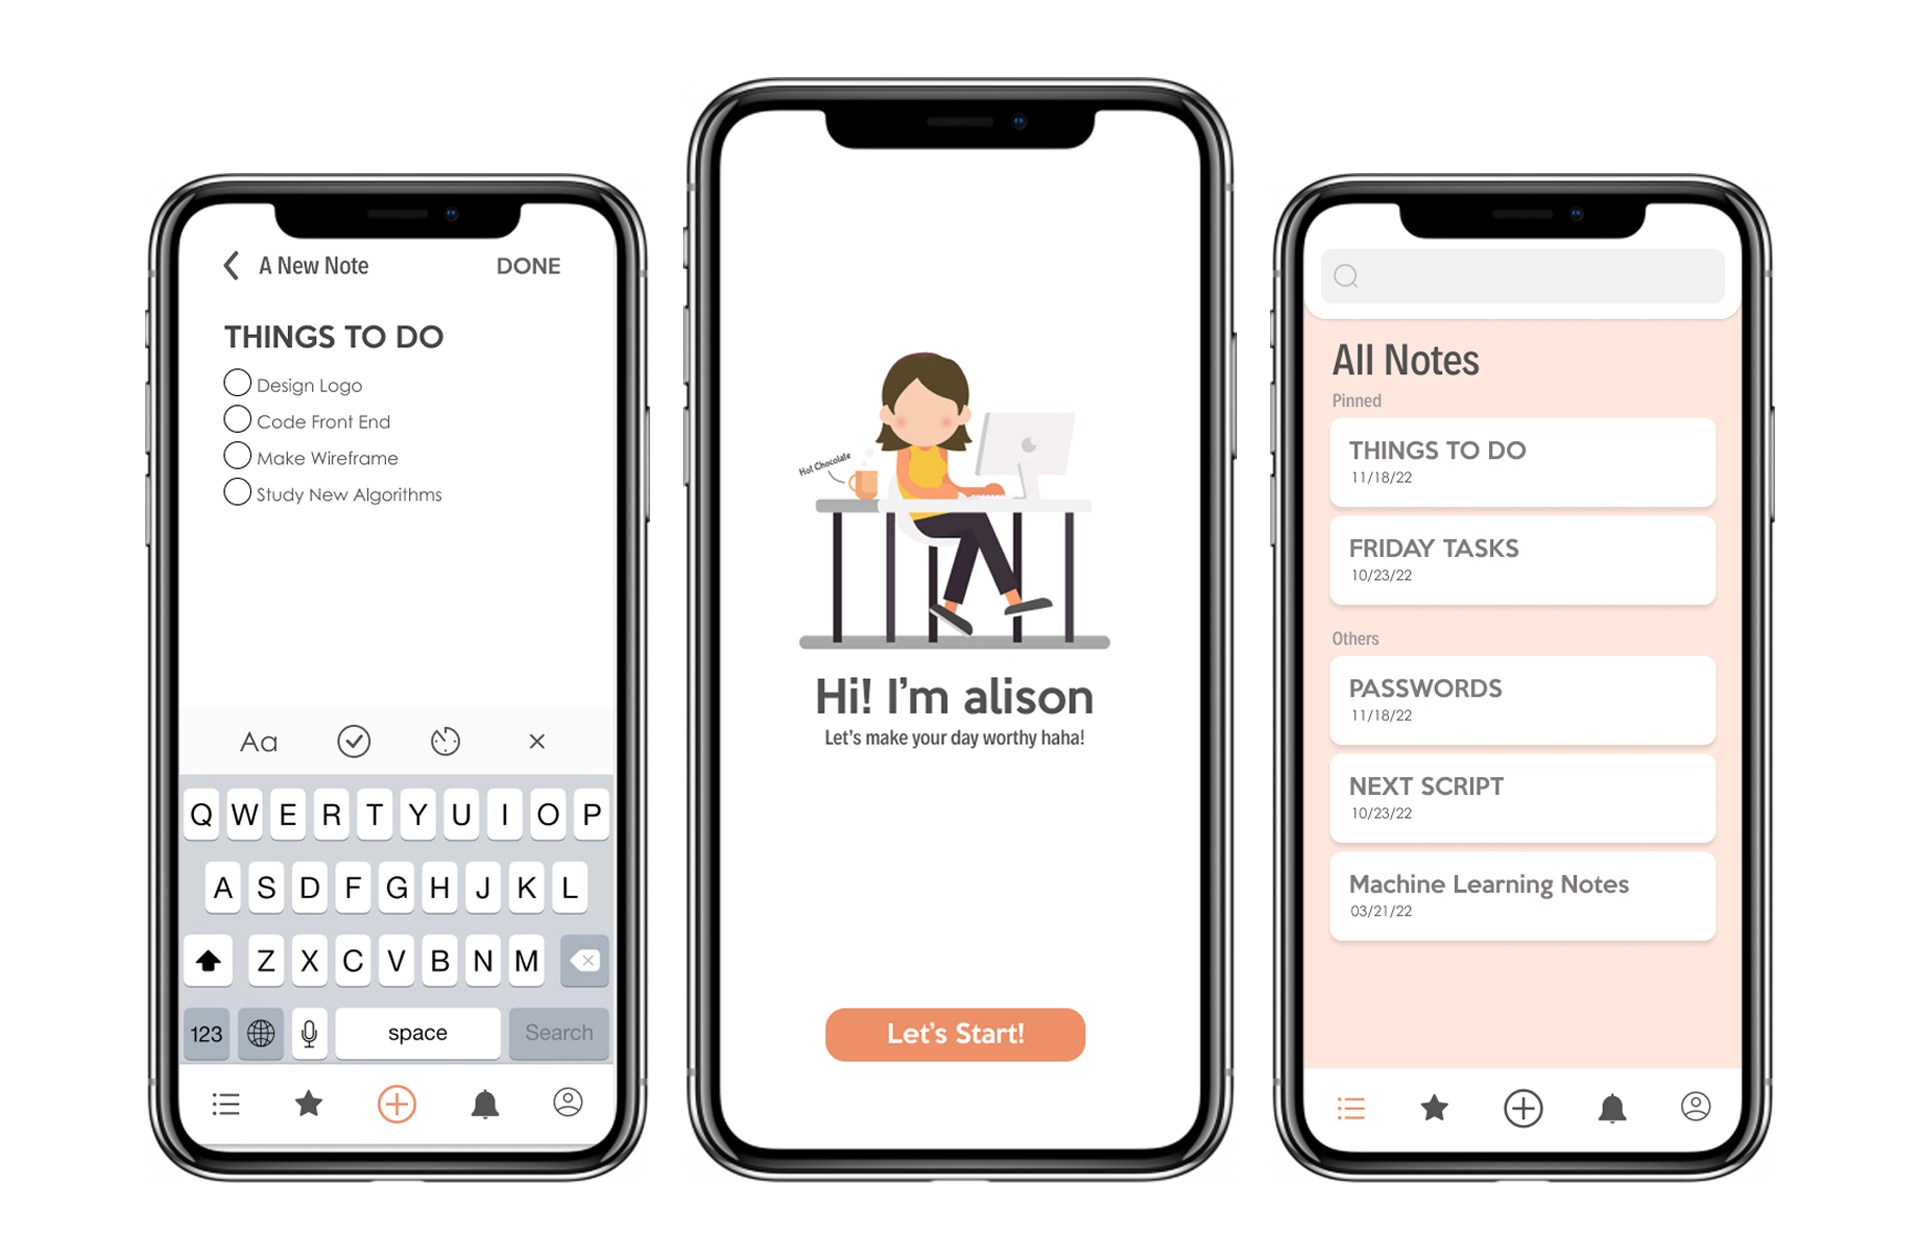 A New Note
DONE
THINGS TO DO
Design Logo
Code Front End
Make Wireframe
Study New Algorithms
Aa
Q W E R T Y U I O P
A S D F G H J K L
Z X C V B N M
123 space Search
Hot Chocolate
Hi! I'm alison
Let's make your day worthy haha!
Let's Start!
All Notes
Pinned
THINGS TO DO
11/18/22
FRIDAY TASKS
10/23/22
Others
PASSWORDS
11/18/22
NEXT SCRIPT
10/23/22
Machine Learning Notes
03/21/22